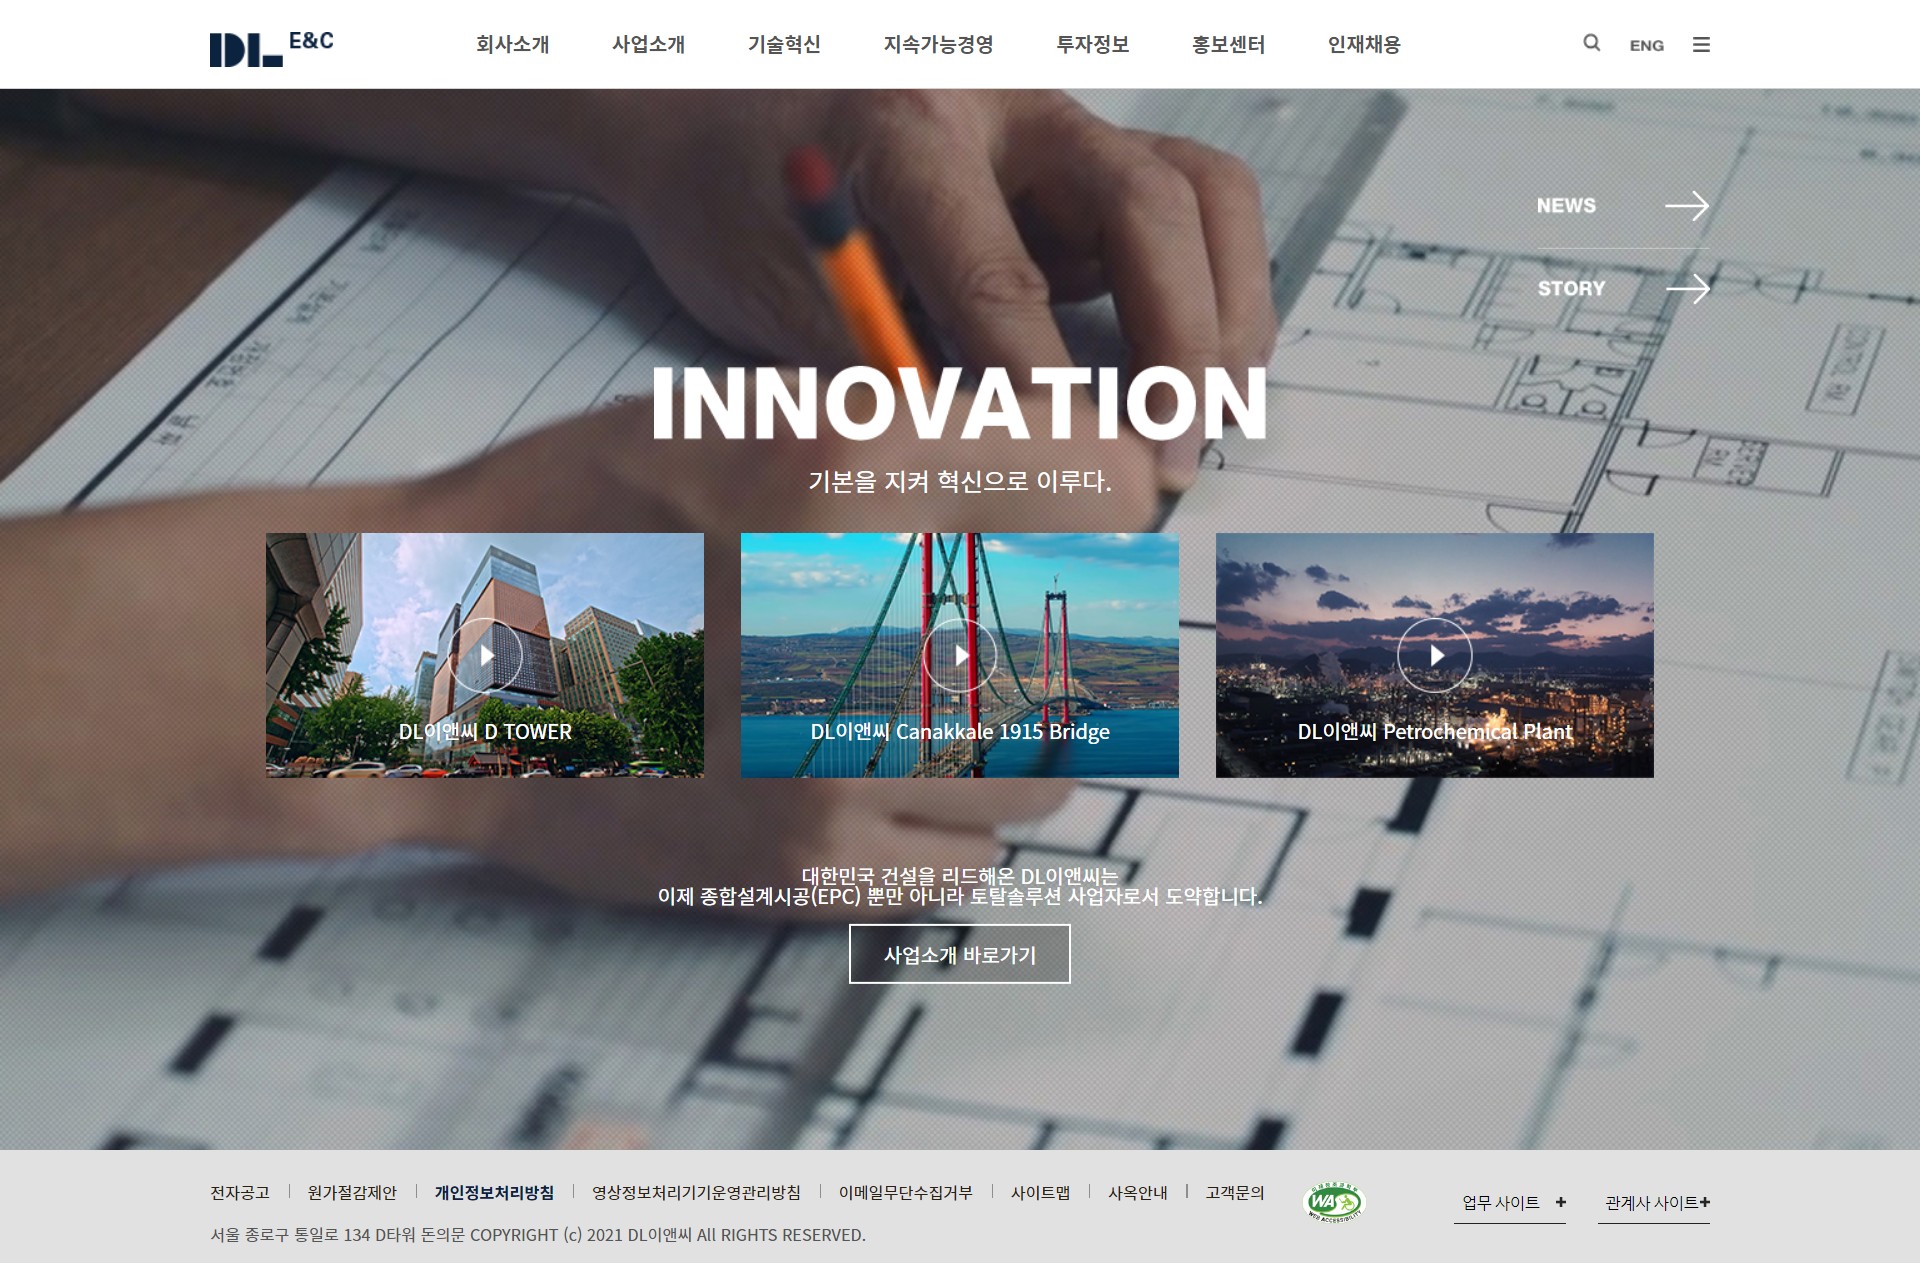 DL E&C
회사소개 사업소개 기술혁신 지속가능경영 투자정보 홍보센터 인재채용
ENG
NEWS
STORY
INNOVATION
기본을 지켜 혁신으로 이루다.
DL이앤씨 D TOWER
DL이앤씨 Canakkale 1915 Bridge
DL이앤씨 Petrochemical Plant
대한민국 건설을 리드해온 DL이앤씨는
이제 종합설계시공(EPC) 뿐만 아니라 토탈솔루션 사업자로서 도약합니다.
사업소개 바로가기
전자공고 원가절감제안 개인정보처리방침 영상정보처리기기운영관리방침 이메일무단수집거부 사이트맵 사옥안내 고객문의
WA
WEB ACCESSIBILITY
업무 사이트 +
관계사 사이트 +
서울 종로구 통일로 134 D타워 돈의문 COPYRIGHT (c) 2021 DL이앤씨 All RIGHTS RESERVED.